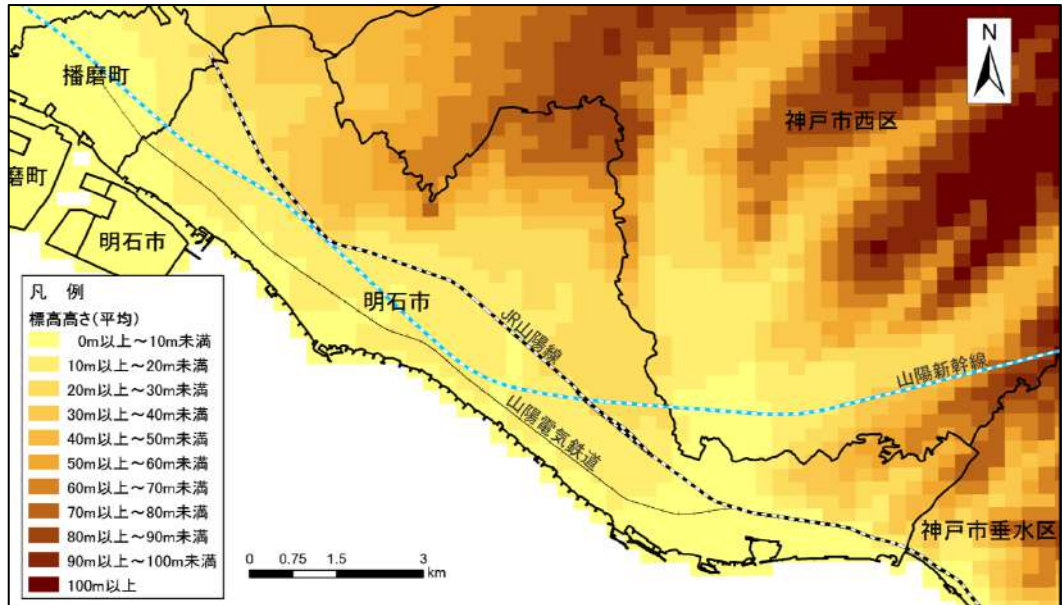 播磨町
N
神戸市西区
磨町
明石市
明石市
JR山陽線
山陽新幹線
山陽電気鉄道
神戸市垂水区
凡 例
標高高さ(平均)
0m以上～10m未満
10m以上～20m未満
20m以上～30m未満
30m以上～40m未満
40m以上～50m未満
50m以上～60m未満
60m以上～70m未満
70m以上～80m未満
80m以上～90m未満
90m以上～100m未満
100m以上
0 0.75 1.5 3
km